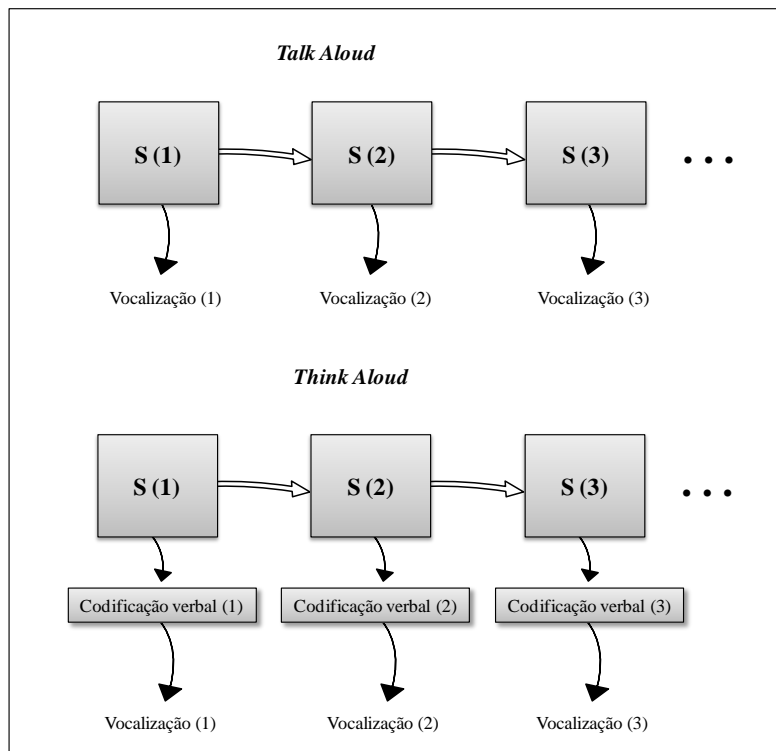 Talk Aloud
S (1) S (2) S (3) . . .
Vocalização (1) Vocalização (2) Vocalização (3)
Think Aloud
S (1) S (2) S (3) . . .
Codificação verbal (1) Codificação verbal (2) Codificação verbal (3)
Vocalização (1) Vocalização (2) Vocalização (3)